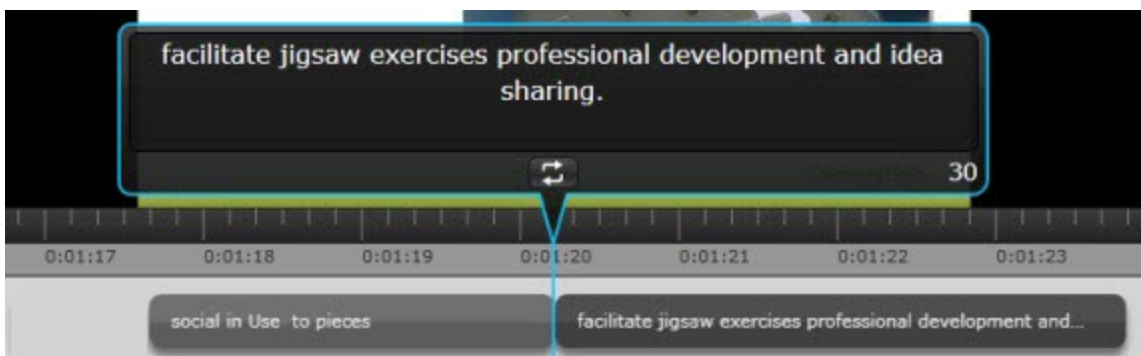 facilitate jigsaw exercises professional development and idea
sharing.
30
0:01:17 0:01:18 0:01:19 0:01:20 0:01:21 0:01:22 0:01:23
social in Use to pieces facilitate jigsaw exercises professional development and...